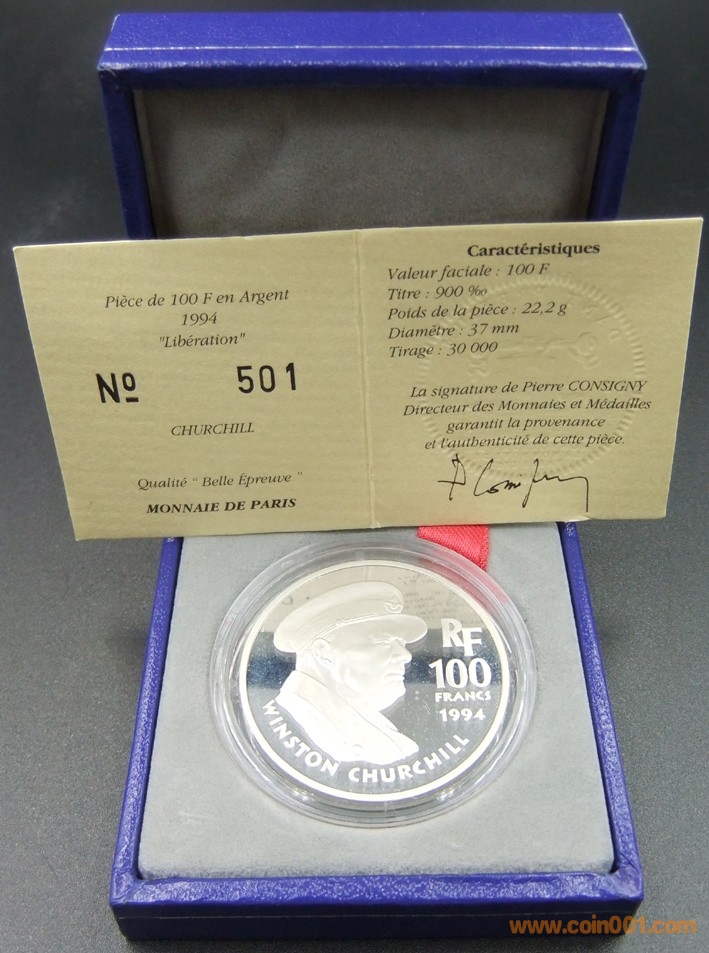 Pièce de 100 F en Argent
1994
"Libération"
Nº 501
CHURCHILL
Qualité " Belle Épreuve "
MONNAIE DE PARIS
Caractéristiques
Valeur faciale : 100 F
Titre : 900 ‰
Poids de la pièce : 22,2 g
Diamètre : 37 mm
Tirage : 30 000
La signature de Pierre CONSIGNY
Directeur des Monnaies et Médailles
garantit la provenance
et l'authenticité de cette pièce.
RF
100
FRANCS
1994
WINSTON CHURCHILL
www.coin001.com